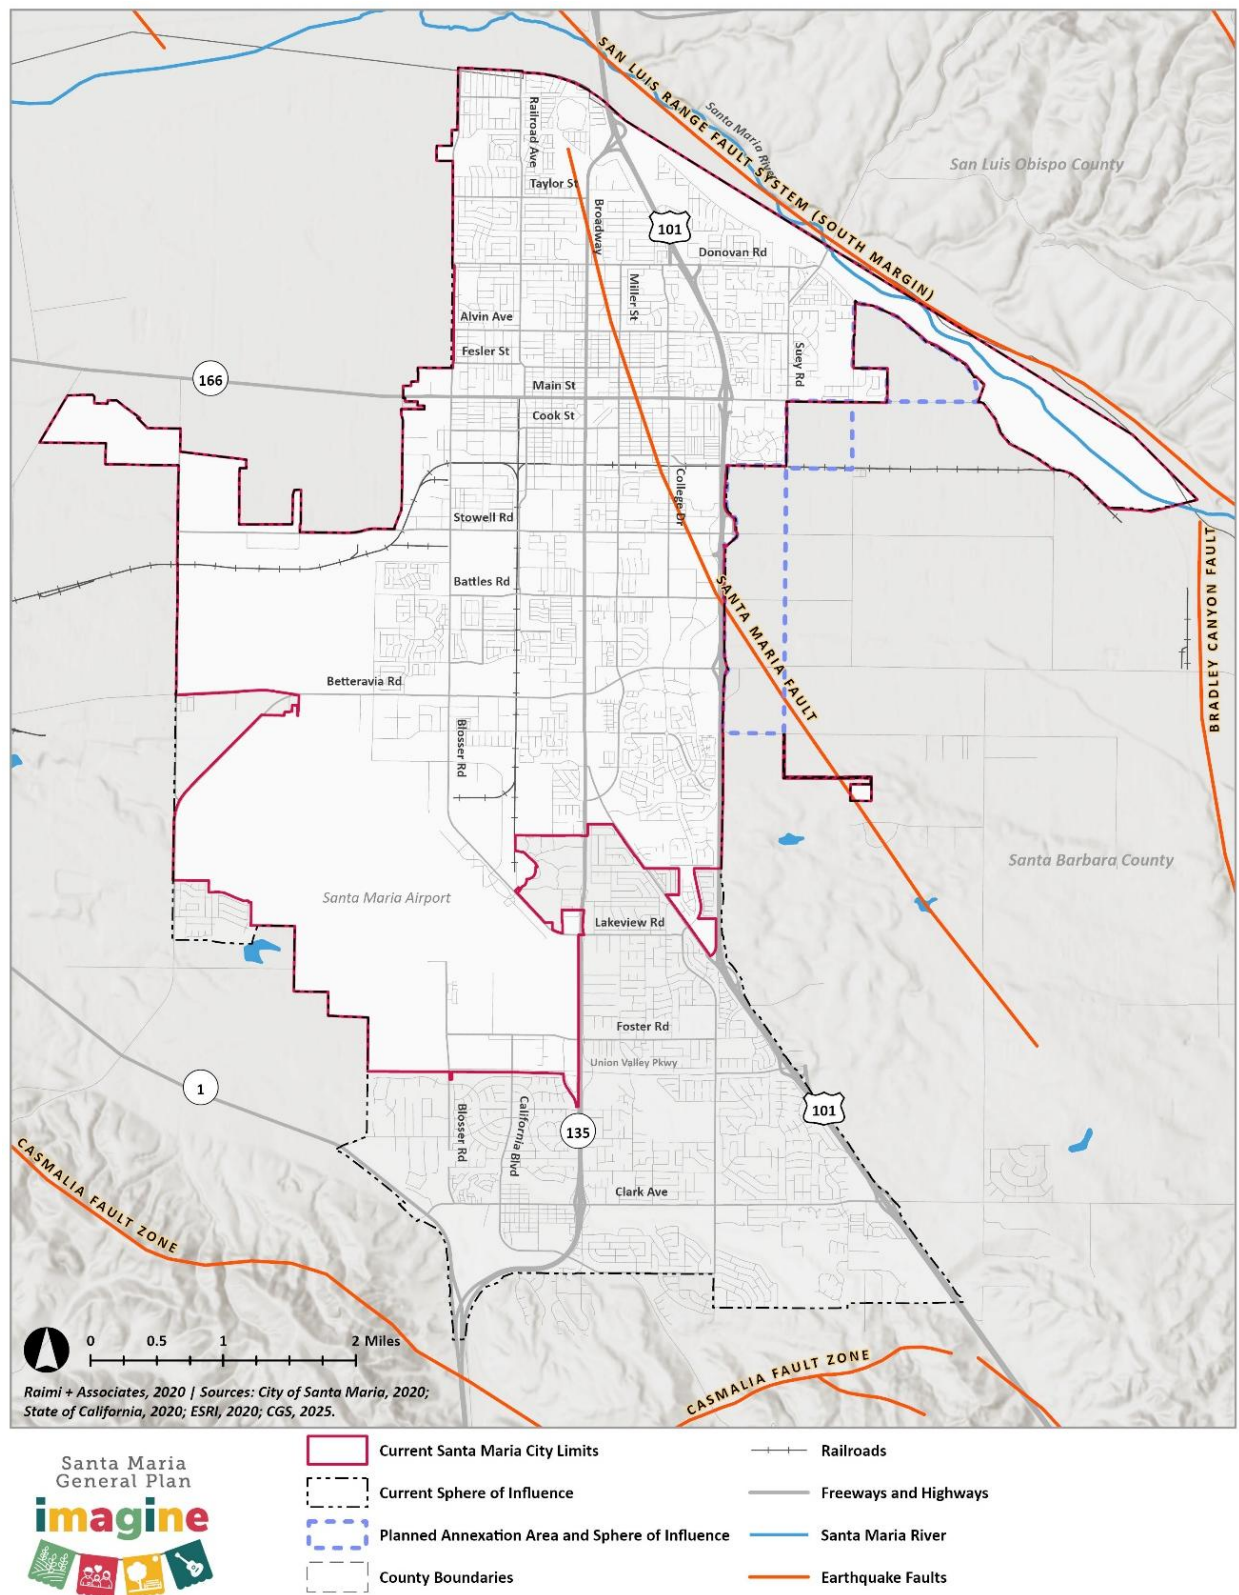 SAN LUIS RANGE FAULT SYSTEM (SOUTH MARGIN)
Santa Maria River
San Luis Obispo County
Railroad Ave
Taylor St
Broadway
101
Donovan Rd
Miller St
Alvin Ave
Fesler St
Suey Rd
166
Main St
Cook St
College Dr
Stowell Rd
Battles Rd
SANTA MARIA FAULT
BRADLEY CANYON FAULT
Betteravia Rd
Blosser Rd
Santa Barbara County
Santa Maria Airport
Lakeview Rd
Foster Rd
Union Valley Pkwy
1
Blosser Rd
California Blvd
135
101
CASMALIA FAULT ZONE
Clark Ave
0 0.5 1 2 Miles
CASMALIA FAULT ZONE
Raimi + Associates, 2020 | Sources: City of Santa Maria, 2020;
State of California, 2020; ESRI, 2020; CGS, 2025.
Santa Maria
General Plan
imagine
Current Santa Maria City Limits
Current Sphere of Influence
Planned Annexation Area and Sphere of Influence
County Boundaries
Railroads
Freeways and Highways
Santa Maria River
Earthquake Faults